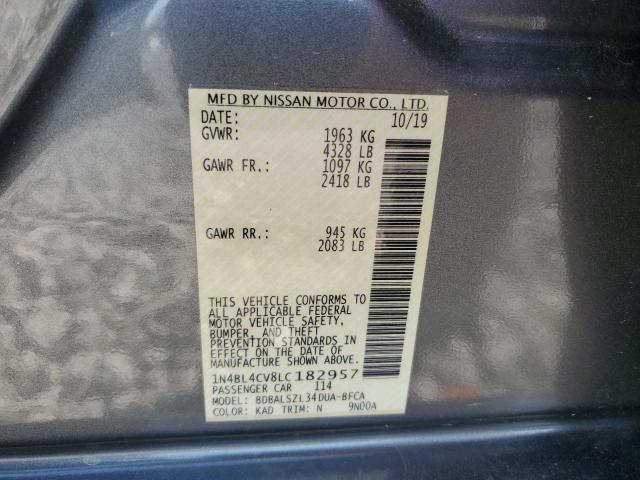 MFD BY NISSAN MOTOR CO., LTD.
DATE: 10/19
GVWR: 1963 KG
4328 LB
GAWR FR.: 1097 KG
2418 LB
GAWR RR.: 945 KG
2083 LB
THIS VEHICLE CONFORMS TO
ALL APPLICABLE FEDERAL
MOTOR VEHICLE SAFETY,
BUMPER, AND THEFT
PREVENTION STANDARDS IN
EFFECT ON THE DATE OF
MANUFACTURE SHOWN ABOVE.
1N4BL4CV8LC182957
PASSENGER CAR 114
MODEL: BDBALSZL34DUA-BFCA
COLOR: KAD TRIM: N 9N00A